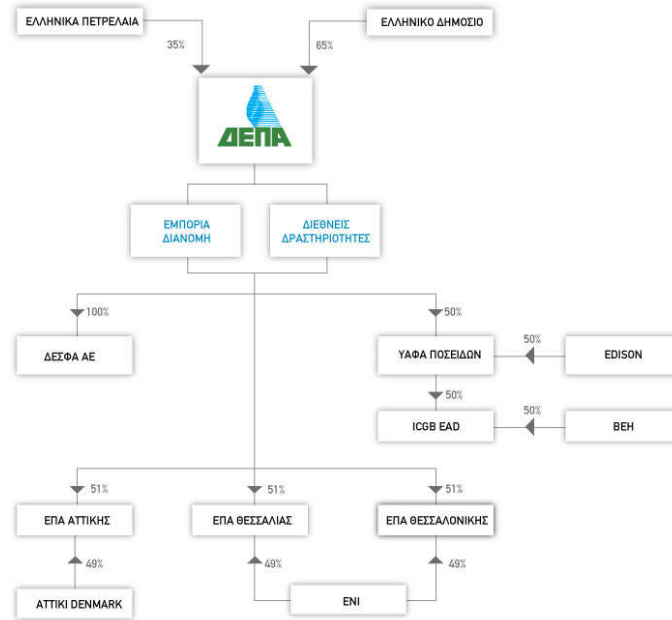 ΕΛΛΗΝΙΚΑ ΠΕΤΡΕΛΑΙΑ
ΕΛΛΗΝΙΚΟ ΔΗΜΟΣΙΟ
35%
65%
ΔΕΠΑ
ΕΜΠΟΡΙΑ
ΔΙΑΝΟΜΗ
ΔΙΕΘΝΕΙΣ
ΔΡΑΣΤΗΡΙΟΤΗΤΕΣ
100%
50%
ΔΕΣΦΑ ΑΕ
ΥΑΦΑ ΠΟΣΕΙΔΩΝ
50%
EDISON
50%
ICGB EAD
50%
BEH
51%
51%
51%
ΕΠΑ ΑΤΤΙΚΗΣ
ΕΠΑ ΘΕΣΣΑΛΙΑΣ
ΕΠΑ ΘΕΣΣΑΛΟΝΙΚΗΣ
49%
49%
49%
ATTIKI DENMARK
ENI